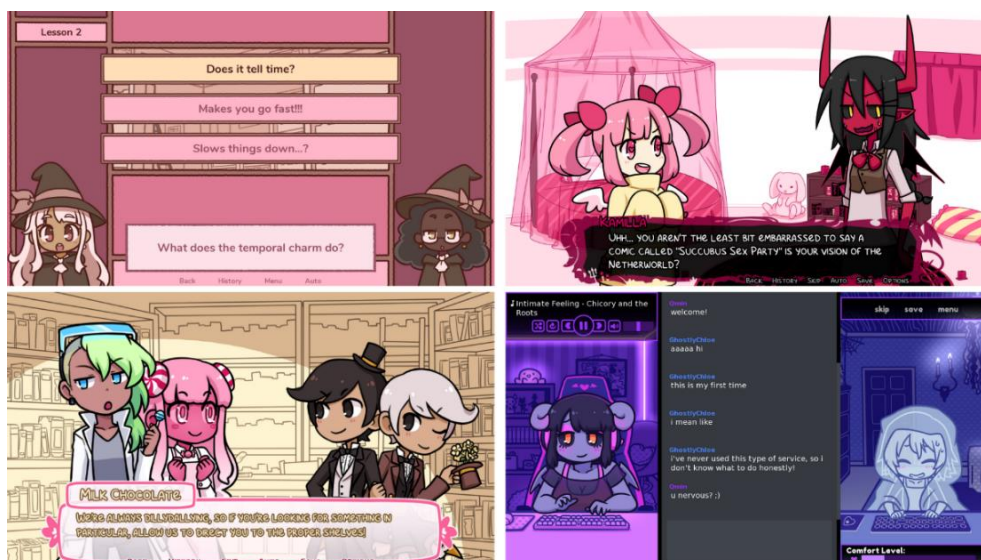 Lesson 2
Does it tell time?
Makes you go fast!!!
Slows things down...?
What does the temporal charm do?
Back History Menu Auto
KAMILLA
UHH... YOU AREN'T THE LEAST BIT EMBARRASSED TO SAY A
COMIC CALLED "SUCCUBUS SEX PARTY" IS YOUR VISION OF THE
NETHERWORLD?
BACK HISTORY SKIP AUTO SAVE OPTIONS
MILK CHOCOLATE
WE'RE ALWAYS DILLYDALLYING, SO IF YOU'RE LOOKING FOR SOMETHING IN
PARTICULAR, ALLOW US TO DIRECT YOU TO THE PROPER SHELVES!
Intimate Feeling - Chicory and the
Roots
welcome!
GhostlyChloe
aaaaa hi
GhostlyChloe
this is my first time
GhostlyChloe
i mean like
GhostlyChloe
i've never used this type of service, so i
don't know what to do honestly!
u nervous? ;)
skip save menu
Comfort Level: